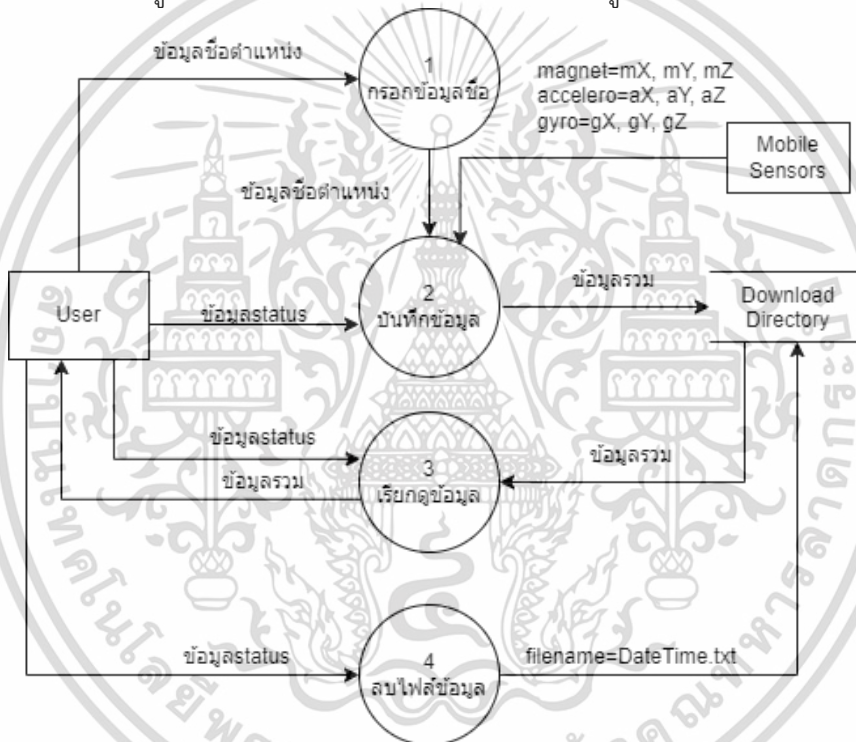 ข้อมูลชื่อตำแหน่ง
1
กรอกข้อมูลชื่อ
magnet=mX, mY, mZ
accelero=aX, aY, aZ
gyro=gX, gY, gZ
Mobile
Sensors
ข้อมูลชื่อตำแหน่ง
User
ข้อมูลstatus
2
บันทึกข้อมูล
ข้อมูลรวม
Download
Directory
ข้อมูลstatus
ข้อมูลรวม
3
เรียกดูข้อมูล
ข้อมูลรวม
ข้อมูลstatus
4
ลบไฟล์ข้อมูล
filename=DateTime.txt